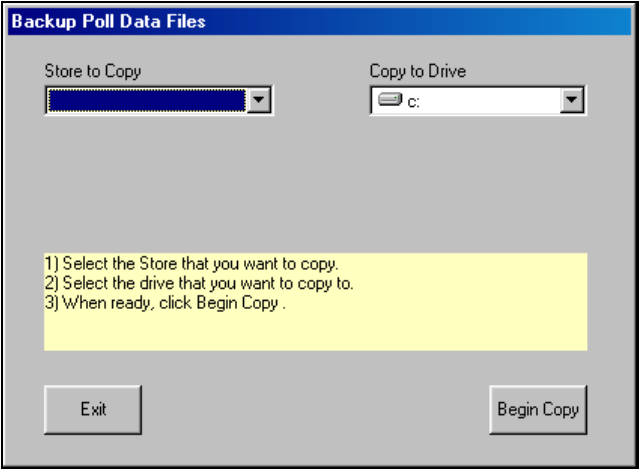 Backup Poll Data Files
Store to Copy
Copy to Drive
c:
1) Select the Store that you want to copy.
2) Select the drive that you want to copy to.
3) When ready, click Begin Copy .
Exit
Begin Copy